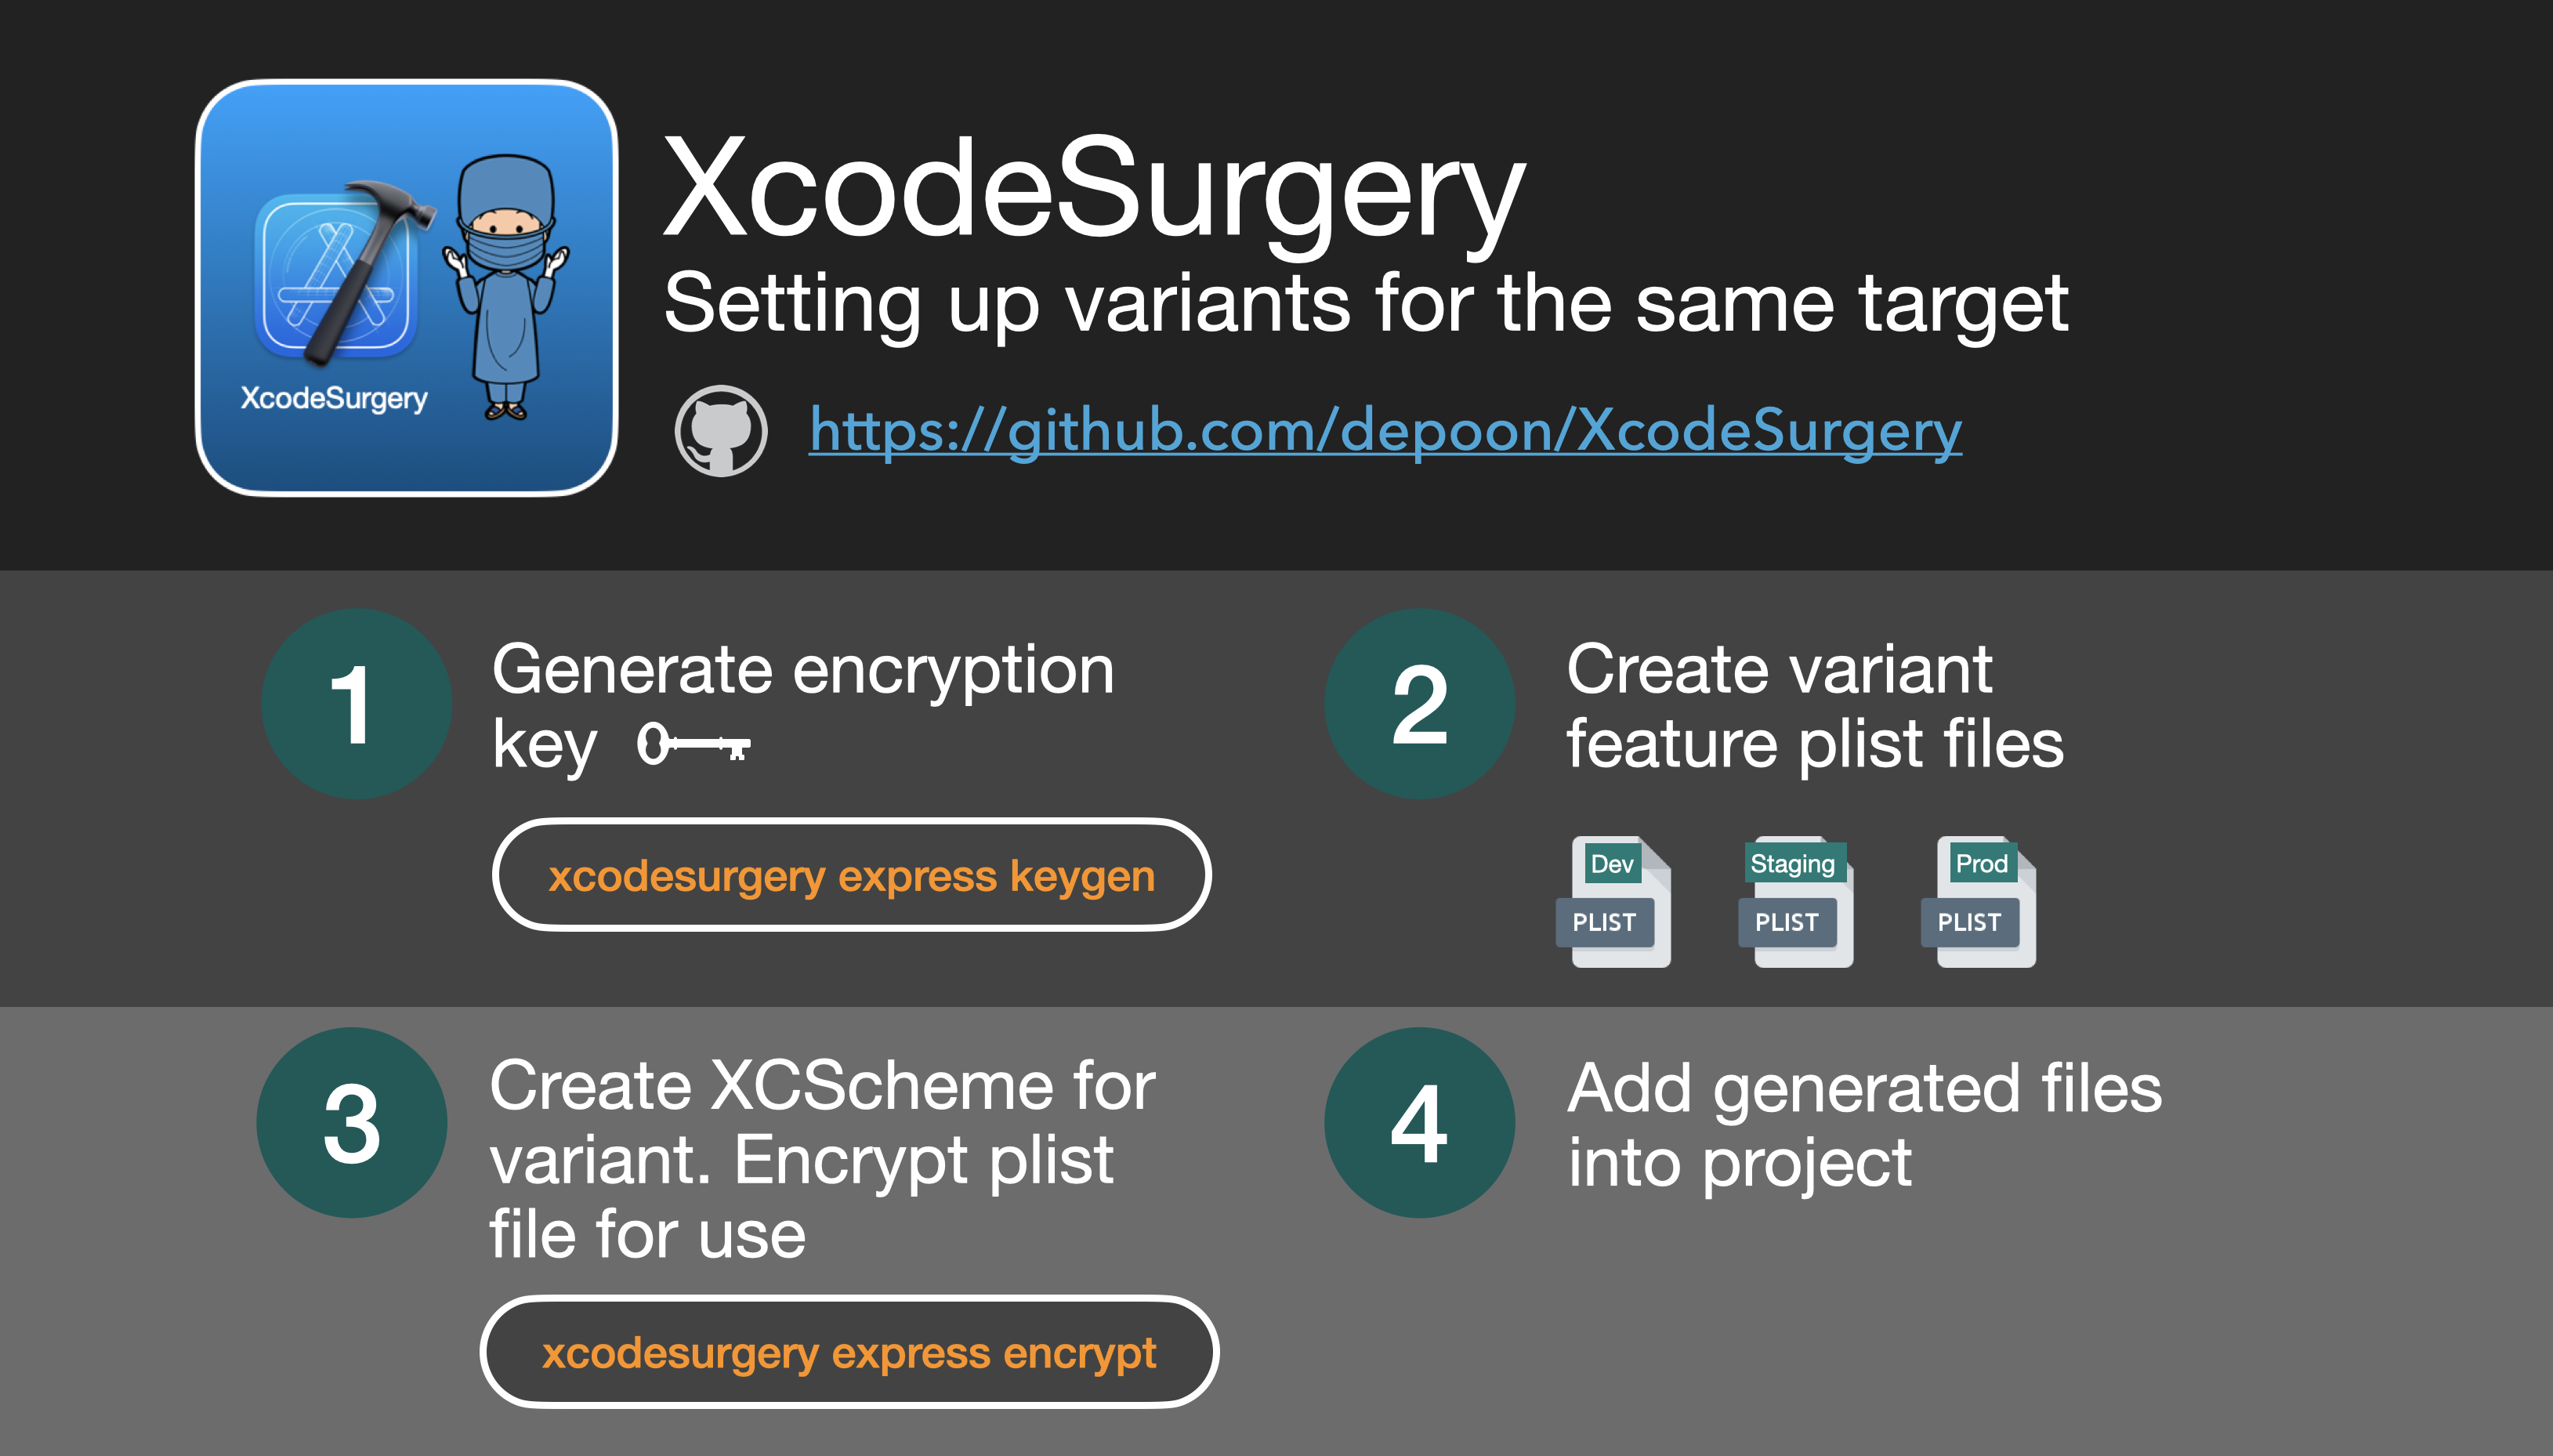 XcodeSurgery
XcodeSurgery
Setting up variants for the same target
https://github.com/depoon/XcodeSurgery
1
Generate encryption
key
xcodesurgery express keygen
2
Create variant
feature plist files
Dev
PLIST
Staging
PLIST
Prod
PLIST
3
Create XCScheme for
variant. Encrypt plist
file for use
xcodesurgery express encrypt
4
Add generated files
into project